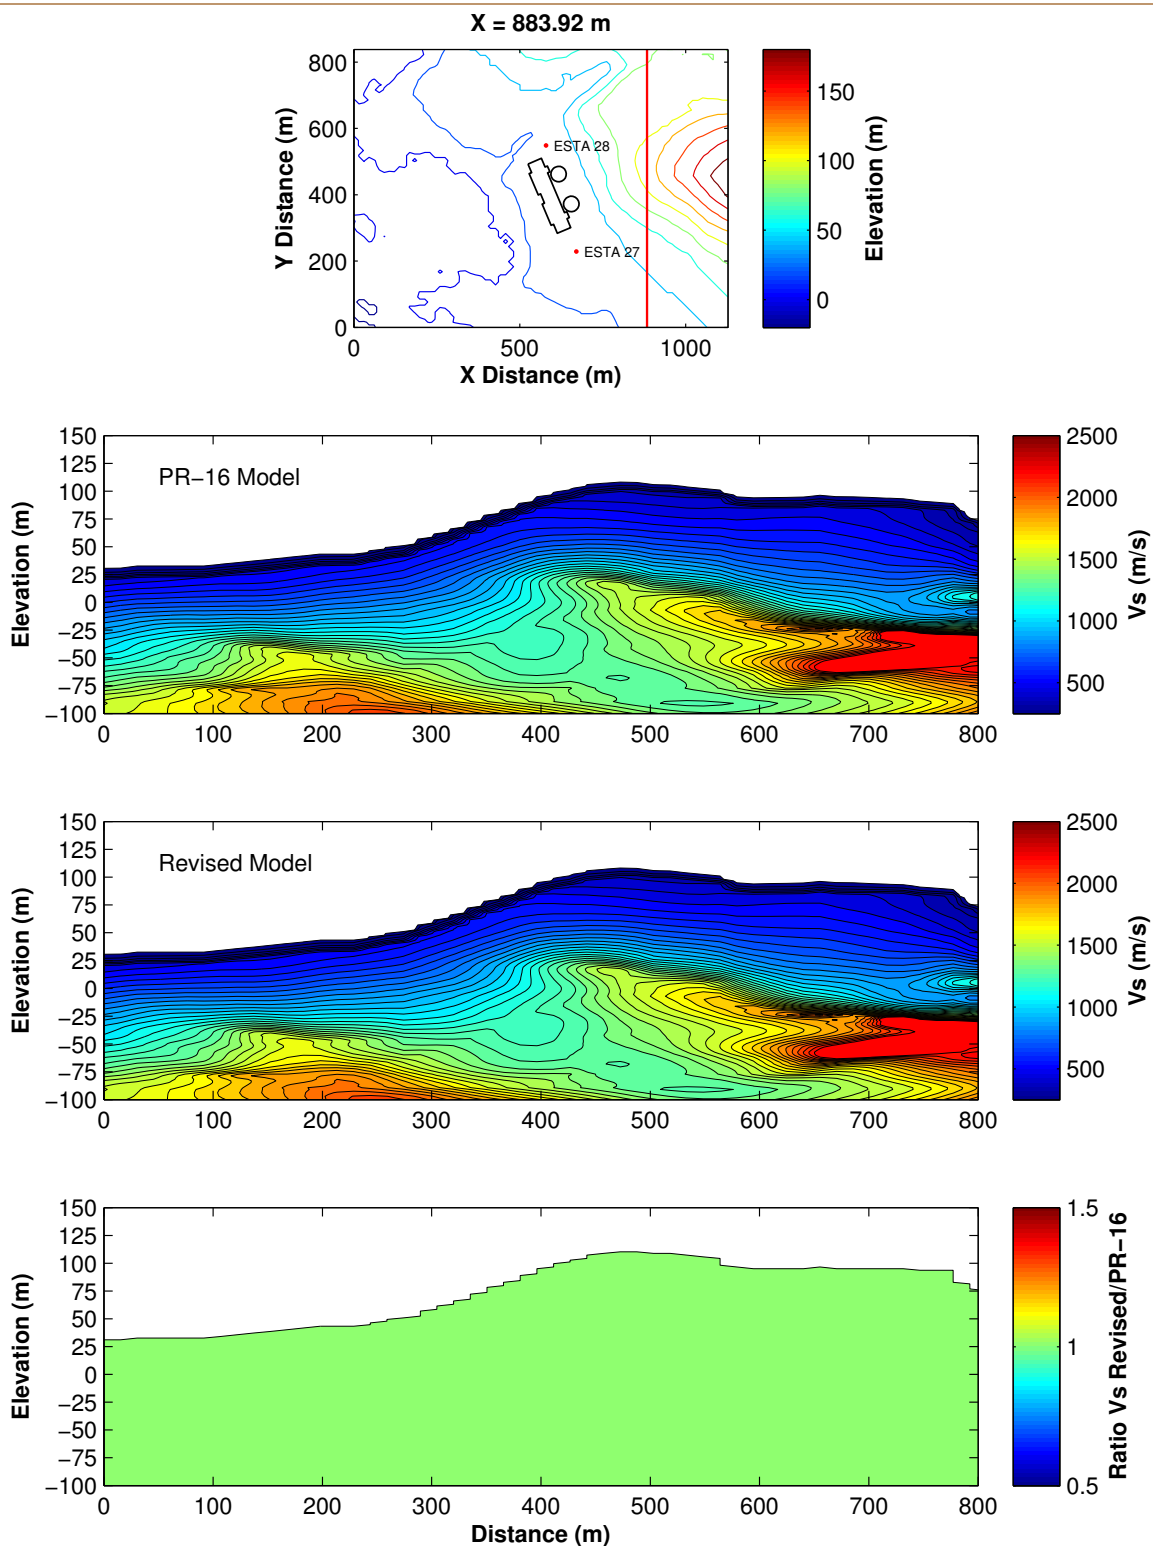 X = 883.92 m
800
600
400
200
0
Y Distance (m)
ESTA 28
ESTA 27
0 500 1000
X Distance (m)
150
100
50
0
Elevation (m)
150
125
100
75
50
25
0
−25
−50
−75
−100
Elevation (m)
PR−16 Model
0 100 200 300 400 500 600 700 800
2500
2000
1500
1000
500
Vs (m/s)
150
125
100
75
50
25
0
−25
−50
−75
−100
Elevation (m)
Revised Model
0 100 200 300 400 500 600 700 800
2500
2000
1500
1000
500
Vs (m/s)
150
125
100
75
50
25
0
−25
−50
−75
−100
Elevation (m)
0 100 200 300 400 500 600 700 800
Distance (m)
1.5
1
0.5
Ratio Vs Revised/PR−16